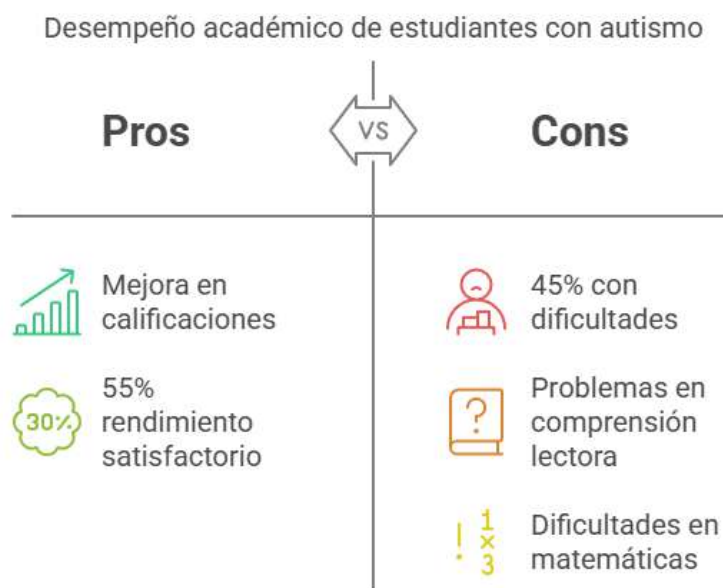 Desempeño académico de estudiantes con autismo
Pros
VS
Cons
Mejora en
calificaciones
30%
55%
rendimiento
satisfactorio
45% con
dificultades
?
Problemas en
comprensión
lectora
! 1
×
3
Dificultades en
matemáticas